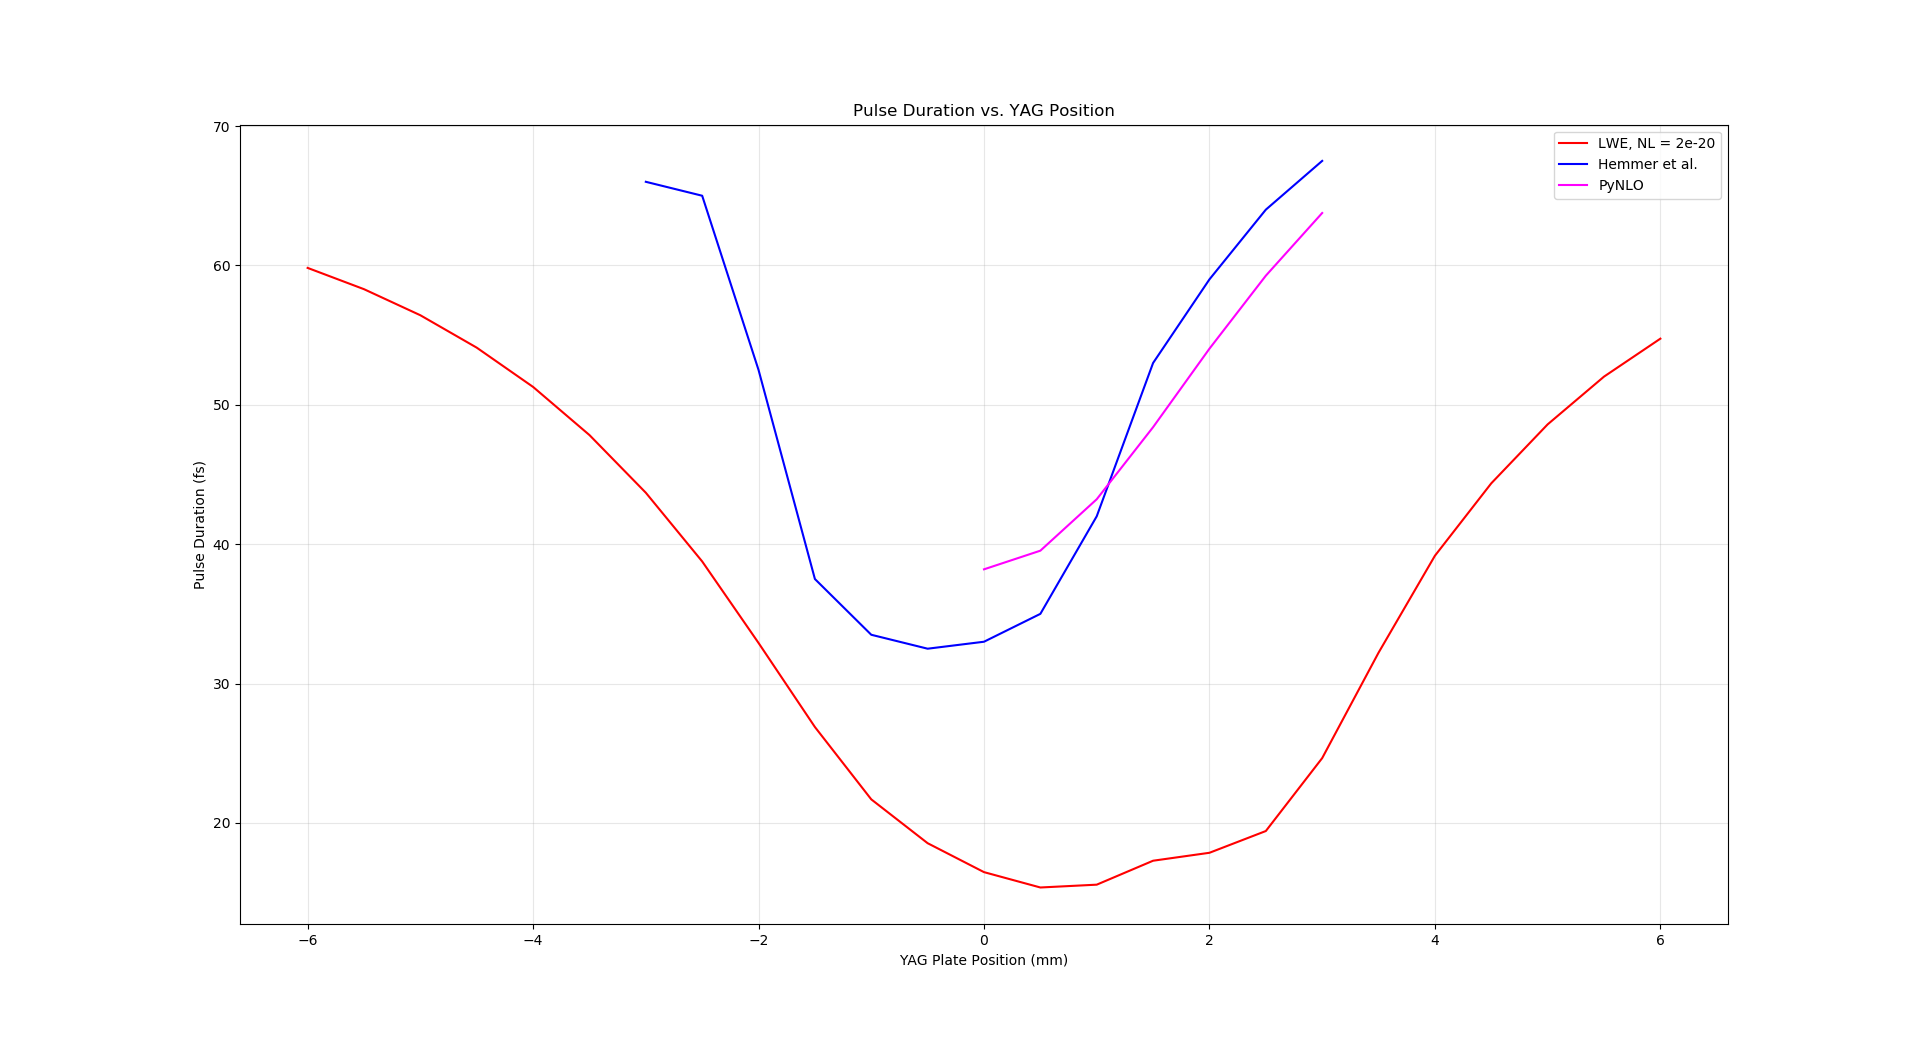 Pulse Duration vs. YAG Position
70
60
50
40
30
20
Pulse Duration (fs)
−6
−4
−2
0
2
4
6
YAG Plate Position (mm)
LWE, NL = 2e-20
Hemmer et al.
PyNLO